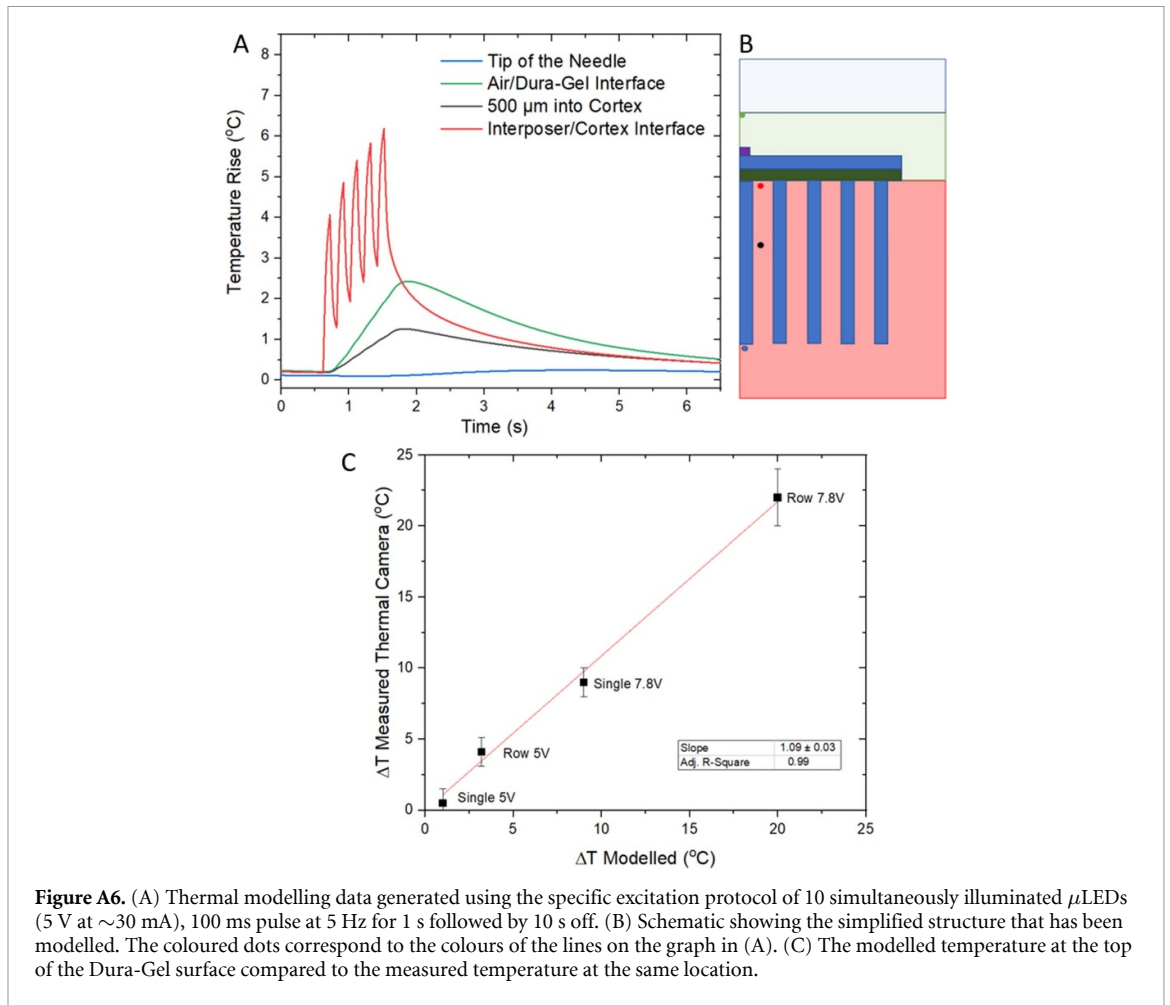 A
B
8
7
6
5
4
3
2
1
0
Temperature Rise (°C)
Tip of the Needle
Air/Dura-Gel Interface
500 µm into Cortex
Interposer/Cortex Interface
0 1 2 3 4 5 6
Time (s)
C
25
20
15
10
5
0
ΔT Measured Thermal Camera (°C)
Row 7.8V
Single 7.8V
Row 5V
Single 5V
Slope 1.09 ± 0.03
Adj. R-Square 0.99
0 5 10 15 20 25
ΔT Modelled (°C)
Figure A6. (A) Thermal modelling data generated using the specific excitation protocol of 10 simultaneously illuminated μLEDs
(5 V at ∼30 mA), 100 ms pulse at 5 Hz for 1 s followed by 10 s off. (B) Schematic showing the simplified structure that has been
modelled. The coloured dots correspond to the colours of the lines on the graph in (A). (C) The modelled temperature at the top
of the Dura-Gel surface compared to the measured temperature at the same location.